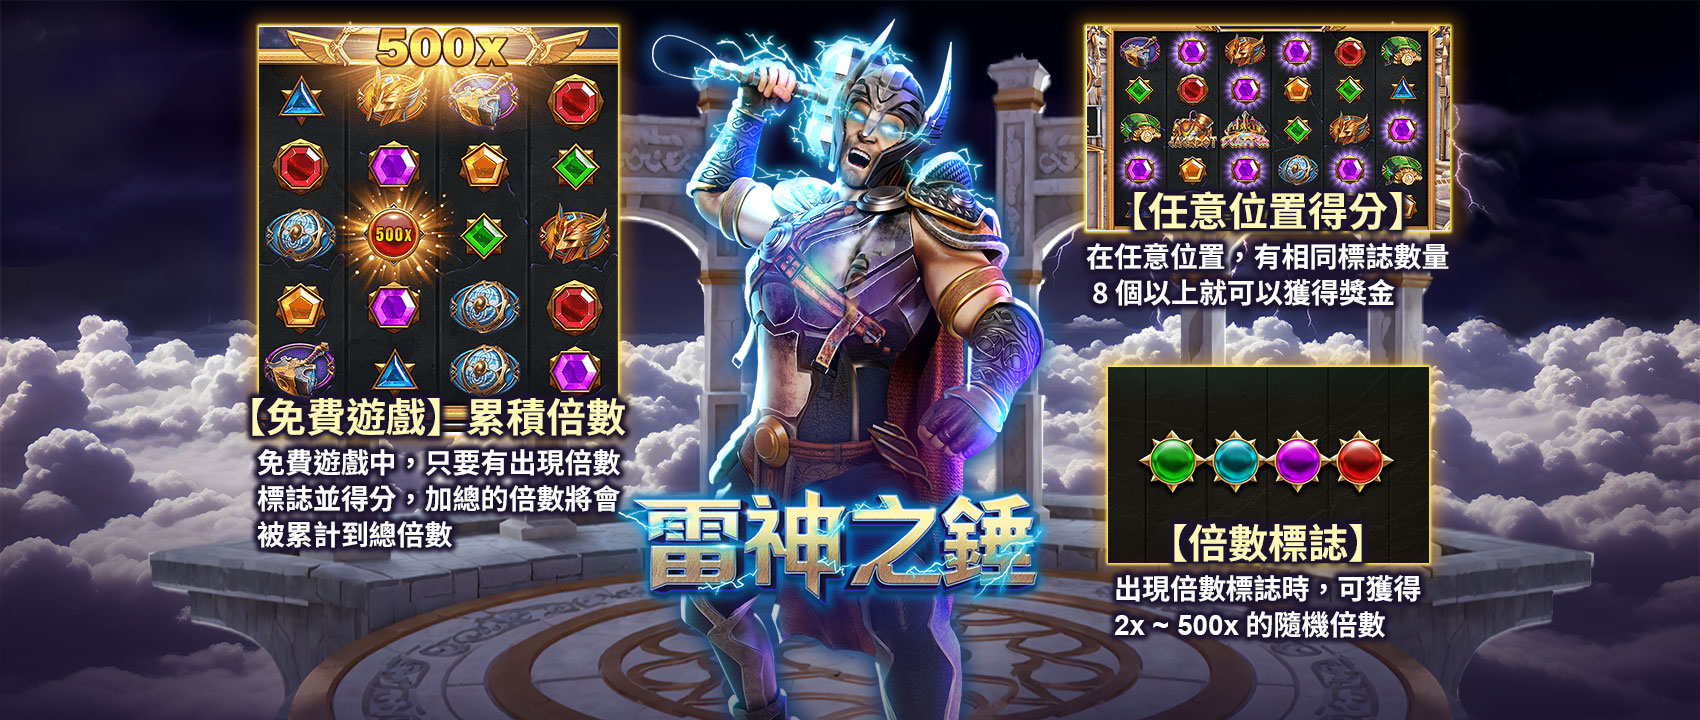 500x
500x
【免費遊戲】累積倍數
免費遊戲中，只要有出現倍數
標誌並得分，加總的倍數將會
被累計到總倍數
雷神之錘
JACKPOT
【任意位置得分】
在任意位置，有相同標誌數量
8 個以上就可以獲得獎金
【倍數標誌】
出現倍數標誌時，可獲得
2x ~ 500x 的隨機倍數